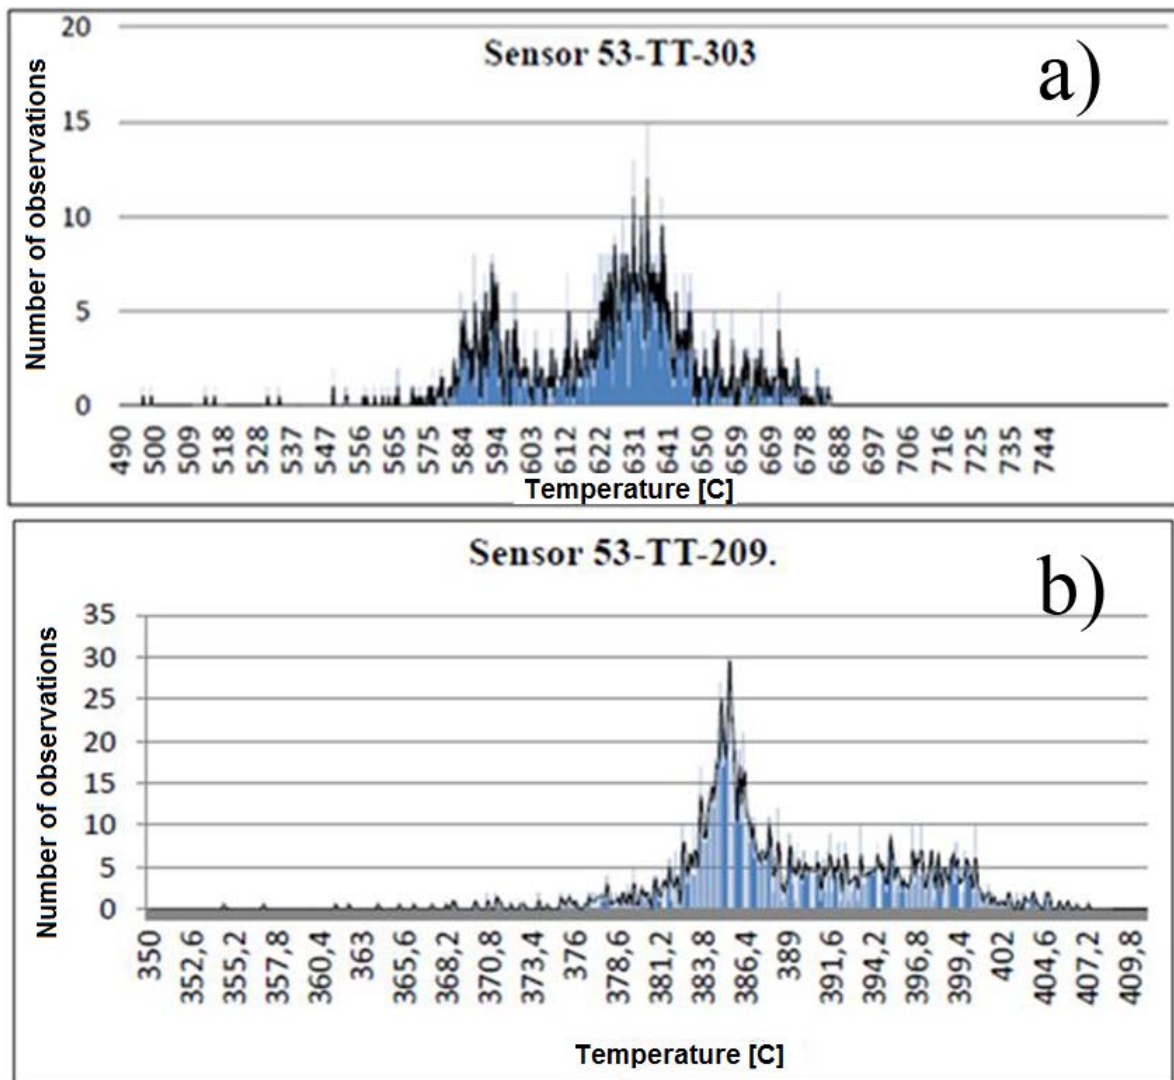 Sensor 53-TT-303
a)
Number of observations
20
15
10
5
0
490 500 509 518 528 537 547 556 565 575 584 594 603 612 622 631 641 650 659 669 678 688 697 706 716 725 735 744
Temperature [C]
Sensor 53-TT-209.
b)
Number of observations
35
30
25
20
15
10
5
0
350 352,6 355,2 357,8 360,4 363 365,6 368,2 370,8 373,4 376 378,6 381,2 383,8 386,4 389 391,6 394,2 396,8 399,4 402 404,6 407,2 409,8
Temperature [C]